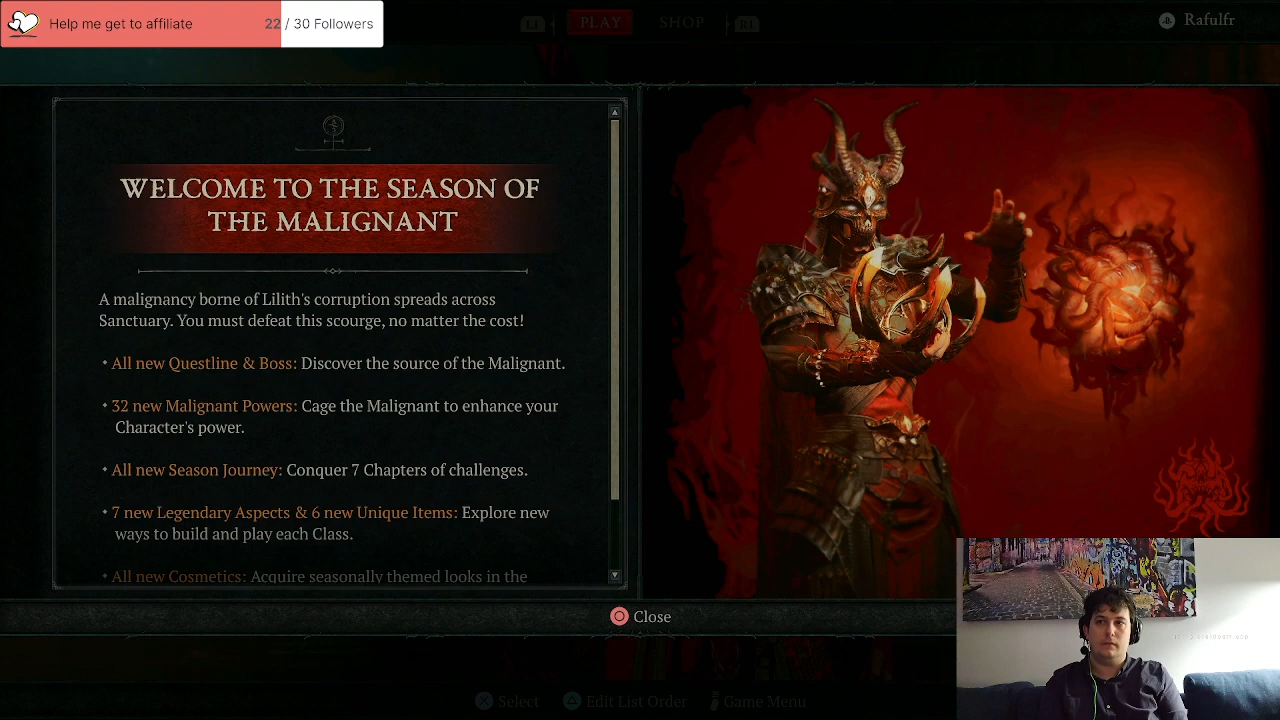 Help me get to affiliate 22 / 30 Followers
L1 PLAY SHOP R1
Rafulfr
WELCOME TO THE SEASON OF
THE MALIGNANT
A malignancy borne of Lilith's corruption spreads across
Sanctuary. You must defeat this scourge, no matter the cost!
• All new Questline & Boss: Discover the source of the Malignant.
• 32 new Malignant Powers: Cage the Malignant to enhance your
Character's power.
• All new Season Journey: Conquer 7 Chapters of challenges.
• 7 new Legendary Aspects & 6 new Unique Items: Explore new
ways to build and play each Class.
• All new Cosmetics: Acquire seasonally themed looks in the
Close
Select Edit List Order Game Menu